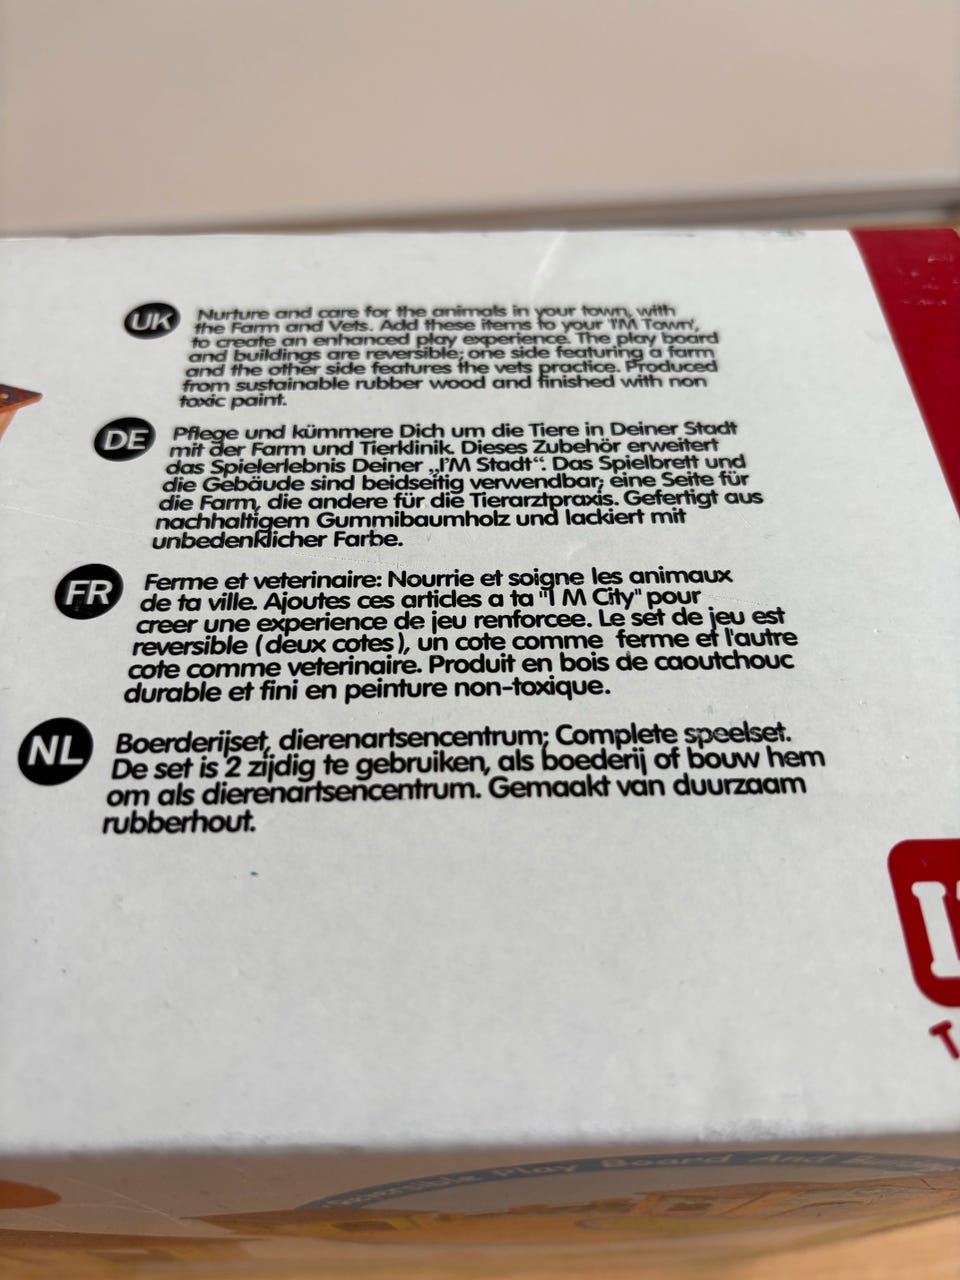 UK
Nurture and care for the animals in your town, with
the Farm and Vets. Add these items to your 'I'M Town',
to create an enhanced play experience. The play board
and buildings are reversible; one side featuring a farm
and the other side features the vets practice. Produced
from sustainable rubber wood and finished with non
toxic paint.
DE
Pflege und kümmere Dich um die Tiere in Deiner Stadt
mit der Farm und Tierklinik. Dieses Zubehör erweitert
das Spielerlebnis Deiner „I'M Stadt“. Das Spielbrett und
die Gebäude sind beidseitig verwendbar; eine Seite für
die Farm, die andere für die Tierarztpraxis. Gefertigt aus
nachhaltigem Gummibaumholz und lackiert mit
unbedenklicher Farbe.
FR
Ferme et veterinaire: Nourrie et soigne les animaux
de ta ville. Ajoutes ces articles a ta "I M City" pour
creer une experience de jeu renforcee. Le set de jeu est
reversible (deux cotes), un cote comme ferme et l'autre
cote comme veterinaire. Produit en bois de caoutchouc
durable et fini en peinture non-toxique.
NL
Boerderijset, dierenartsencentrum; Complete speelset.
De set is 2 zijdig te gebruiken, als boederij of bouw hem
om als dierenartsencentrum. Gemaakt van duurzaam
rubberhout.
Play Board And